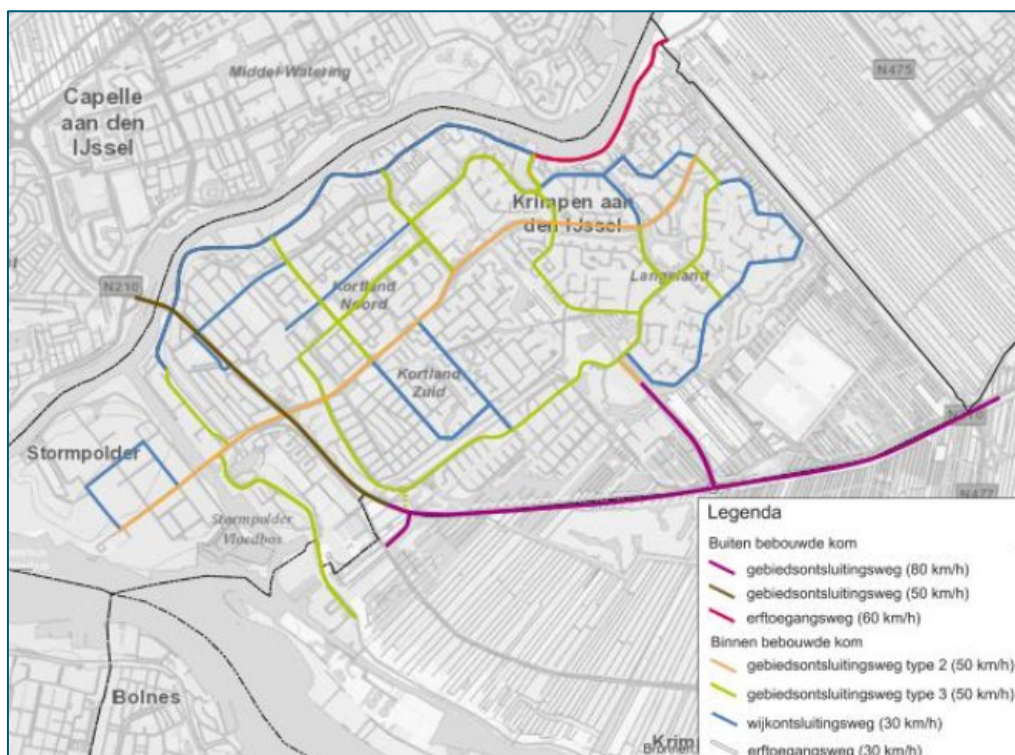 Middel-Watering
N475
Capelle
aan den
IJssel
Krimpen aan
den IJssel
Langeland
N210
Kortland
Noord
Kortland
Zuid
Stormpolder
Stormpolder
Vloedbos
N477
Bolnes
Legenda
Buiten bebouwde kom
gebiedsontsluitingsweg (80 km/h)
gebiedsontsluitingsweg (50 km/h)
erftoegangsweg (60 km/h)
Binnen bebouwde kom
gebiedsontsluitingsweg type 2 (50 km/h)
gebiedsontsluitingsweg type 3 (50 km/h)
wijkontsluitingsweg (30 km/h)
erftoegangsweg (30 km/h)